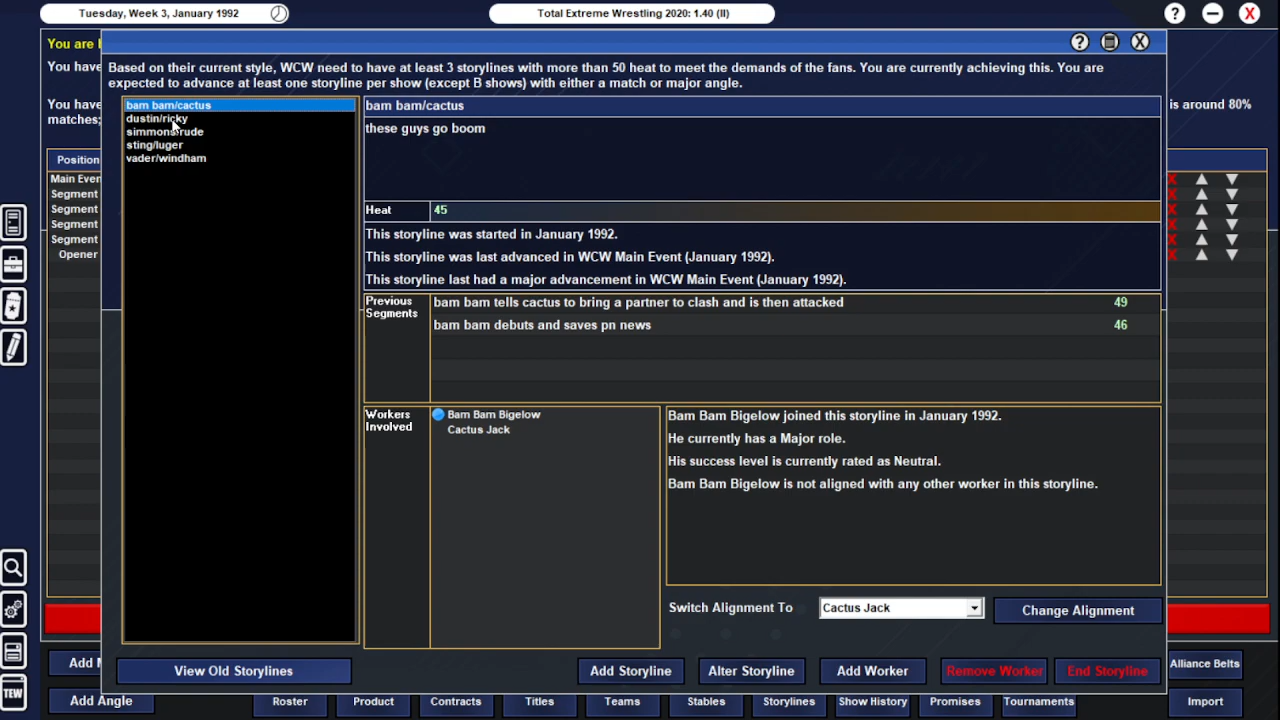 Tuesday, Week 3, January 1992
Total Extreme Wrestling 2020: 1.40 (II)
?
X
You are
You have
You have
matches;
is around 80%
Based on their current style, WCW need to have at least 3 storylines with more than 50 heat to meet the demands of the fans. You are currently achieving this. You are
expected to advance at least one storyline per show (except B shows) with either a match or major angle.
bam bam/cactus
dustin/ricky
simmons/rude
sting/luger
vader/windham
bam bam/cactus
these guys go boom
Heat 45
This storyline was started in January 1992.
This storyline was last advanced in WCW Main Event (January 1992).
This storyline last had a major advancement in WCW Main Event (January 1992).
Previous
Segments
bam bam tells cactus to bring a partner to clash and is then attacked 49
bam bam debuts and saves pn news 46
Workers
Involved
Bam Bam Bigelow
Cactus Jack
Bam Bam Bigelow joined this storyline in January 1992.
He currently has a Major role.
His success level is currently rated as Neutral.
Bam Bam Bigelow is not aligned with any other worker in this storyline.
Switch Alignment To Cactus Jack Change Alignment
View Old Storylines Add Storyline Alter Storyline Add Worker Remove Worker End Storyline
Position
Main Even
Segment
Segment
Segment
Segment
Opener
X
X
X
X
X
X
TEW
Add
Alliance Belts
Add Angle Roster Product Contracts Titles Teams Stables Storylines Show History Promises Tournaments Import